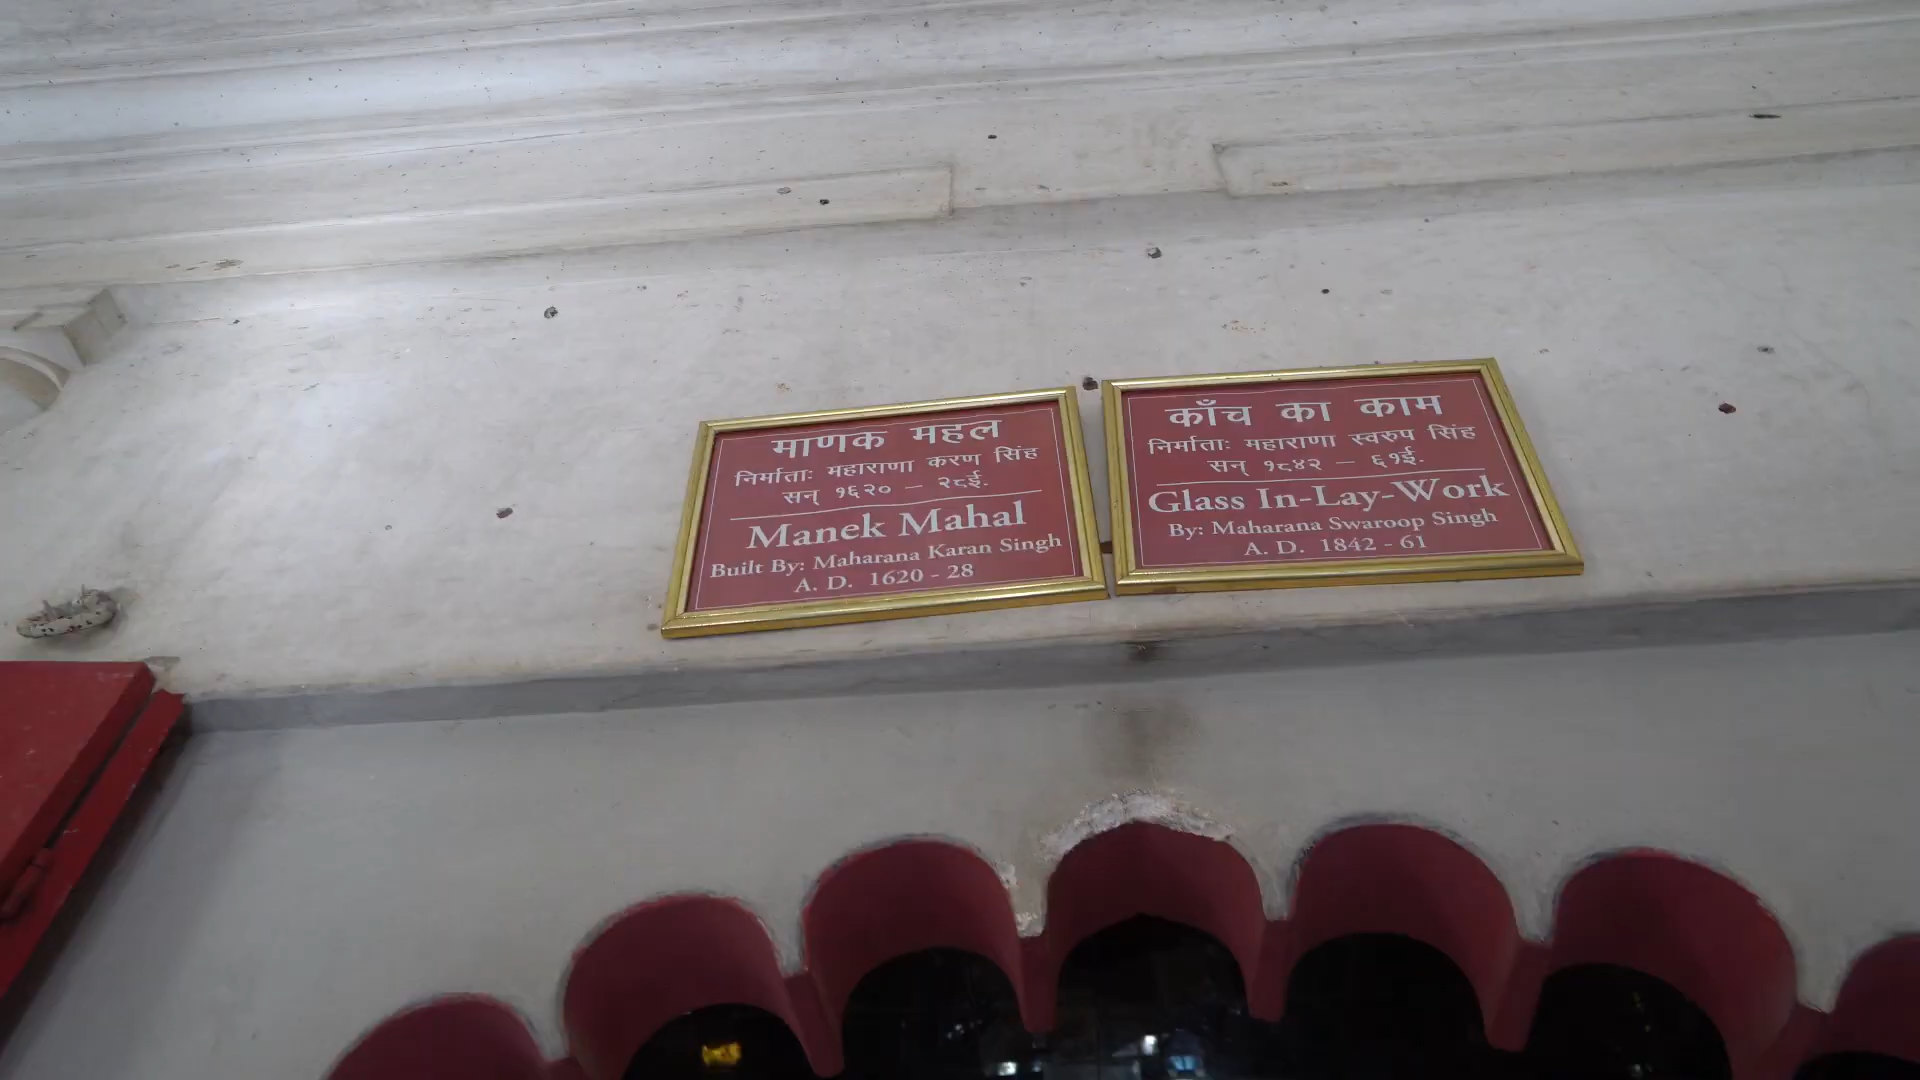 माणक महल
निर्माताः महाराणा करण सिंह
सन् १६२० – २८ई.
Manek Mahal
Built By: Maharana Karan Singh
A. D. 1620 - 28
काँच का काम
निर्माताः महाराणा स्वरुप सिंह
सन् १८४२ – ६१ई.
Glass In-Lay-Work
By: Maharana Swaroop Singh
A. D. 1842 - 61